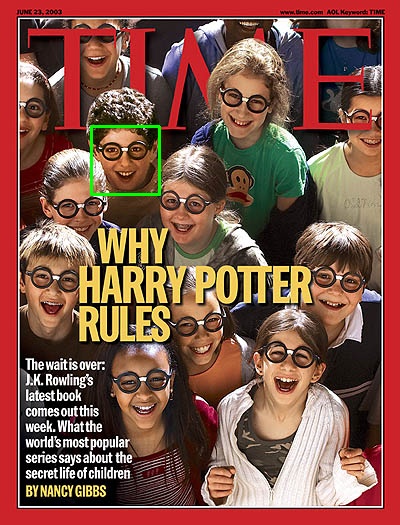 JUNE 23, 2003
www.time.com AOL Keyword: TIME
TIME
WHY
HARRY POTTER
RULES
The wait is over:
J.K. Rowling's
latest book
comes out this
week. What the
world's most popular
series says about the
secret life of children
BY NANCY GIBBS